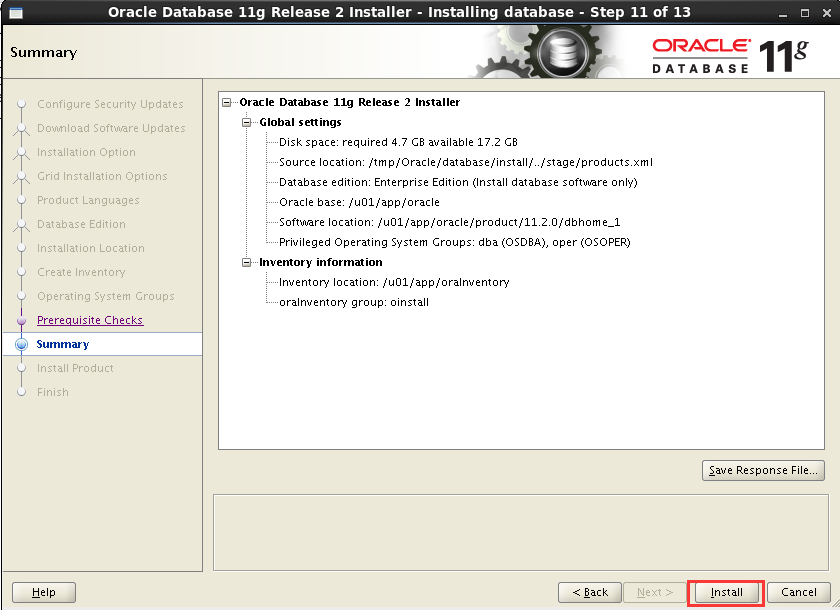 Oracle Database 11g Release 2 Installer - Installing database - Step 11 of 13
Summary
ORACLE
DATABASE
11g
Configure Security Updates
Download Software Updates
Installation Option
Grid Installation Options
Product Languages
Database Edition
Installation Location
Create Inventory
Operating System Groups
Prerequisite Checks
Summary
Install Product
Finish
Oracle Database 11g Release 2 Installer
Global settings
Disk space: required 4.7 GB available 17.2 GB
Source location: /tmp/Oracle/database/install/../stage/products.xml
Database edition: Enterprise Edition (Install database software only)
Oracle base: /u01/app/oracle
Software location: /u01/app/oracle/product/11.2.0/dbhome_1
Privileged Operating System Groups: dba (OSDBA), oper (OSOPER)
Inventory information
Inventory location: /u01/app/oraInventory
oraInventory group: oinstall
Save Response File...
Help
< Back
Next >
Install
Cancel